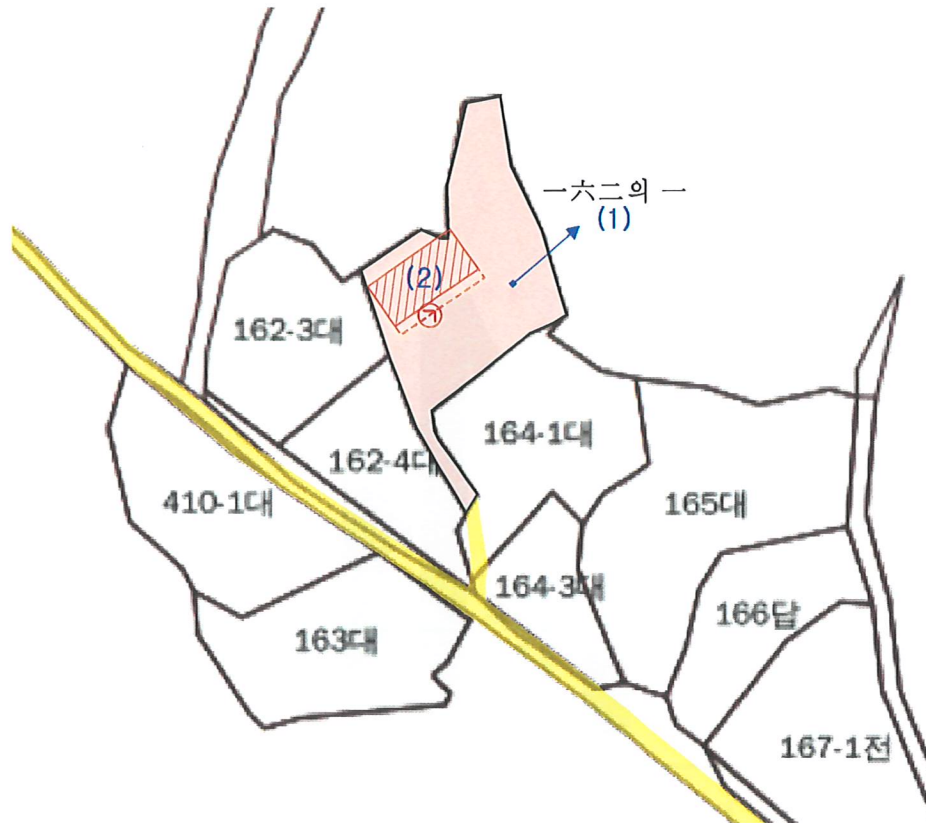 一六二의 一
(1)
(2)
㉠
162-3대
164-1대
162-4대
410-1대
165대
164-3대
166답
163대
167-1전